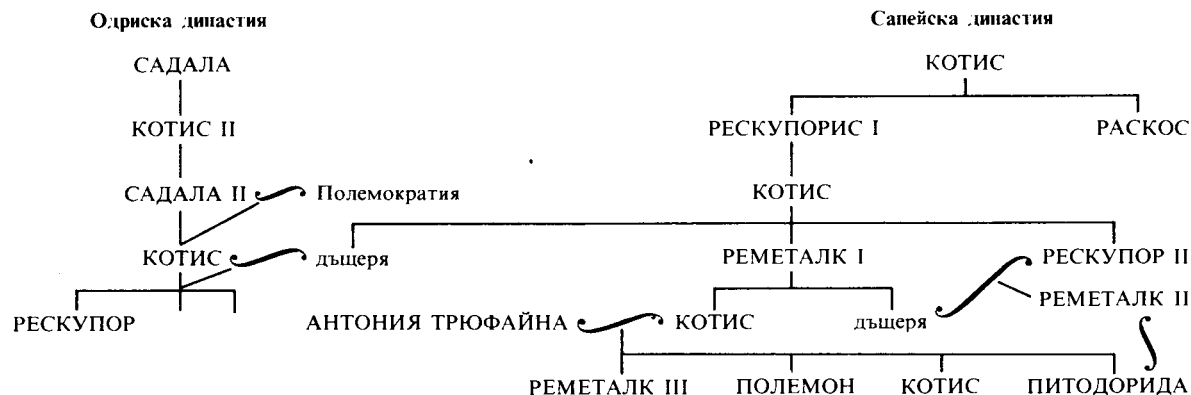 Одриска династия Сапейска династия
САДАЛА КОТИС
КОТИС II РЕСКУПОРИС I РАСКОС
САДАЛА II Полемократия КОТИС
КОТИС дъщеря РЕМЕТАЛК I РЕСКУПОР II
РЕМЕТАЛК II
РЕСКУПОР АНТОНИЯ ТРЮФАЙНА КОТИС дъщеря
РЕМЕТАЛК III ПОЛЕМОН КОТИС ПИТОДОРИДА